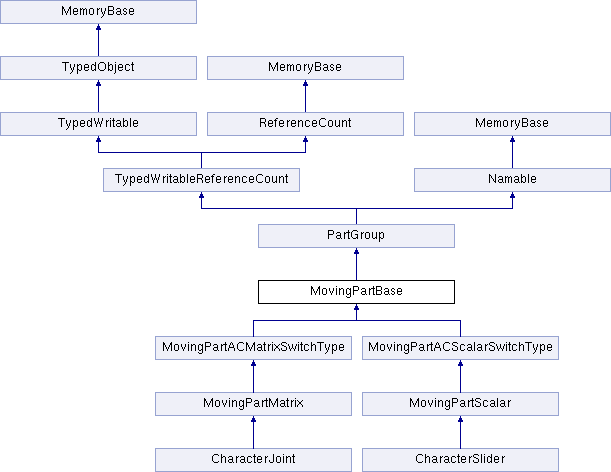 MemoryBase
TypedObject
MemoryBase
TypedWritable
ReferenceCount
MemoryBase
TypedWritableReferenceCount
Namable
PartGroup
MovingPartBase
MovingPartACMatrixSwitchType
MovingPartACScalarSwitchType
MovingPartMatrix
MovingPartScalar
CharacterJoint
CharacterSlider